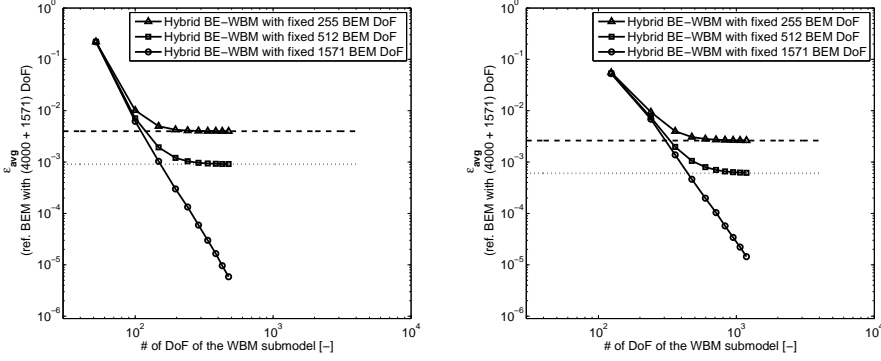 Hybrid BE−WBM with fixed 255 BEM DoF
Hybrid BE−WBM with fixed 512 BEM DoF
Hybrid BE−WBM with fixed 1571 BEM DoF
10^0
10^−1
10^−2
10^−3
10^−4
10^−5
10^−6
ε_avg
(ref. BEM with (4000 + 1571) DoF)
10^2
10^3
10^4
# of DoF of the WBM submodel [−]
Hybrid BE−WBM with fixed 255 BEM DoF
Hybrid BE−WBM with fixed 512 BEM DoF
Hybrid BE−WBM with fixed 1571 BEM DoF
10^0
10^−1
10^−2
10^−3
10^−4
10^−5
10^−6
ε_avg
(ref. BEM with (4000 + 1571) DoF)
10^2
10^3
10^4
# of DoF of the WBM submodel [−]